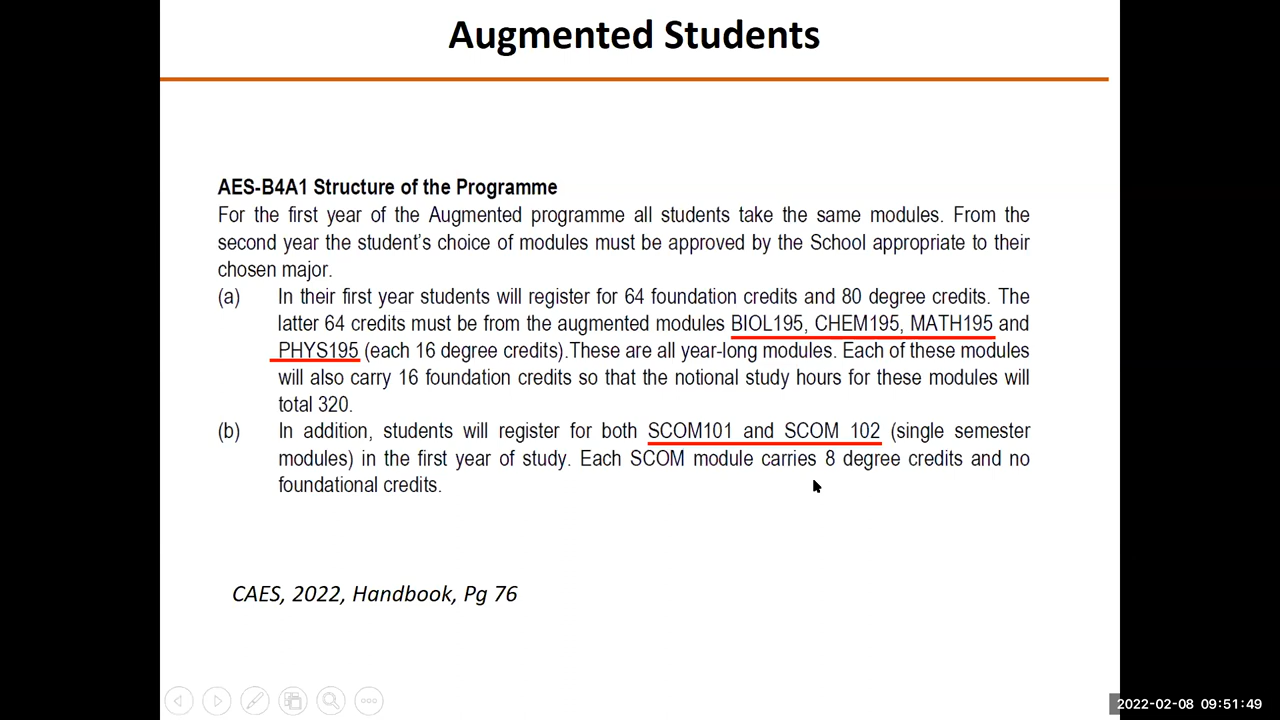 Augmented Students
AES-B4A1 Structure of the Programme
For the first year of the Augmented programme all students take the same modules. From the
second year the student's choice of modules must be approved by the School appropriate to their
chosen major.
(a) In their first year students will register for 64 foundation credits and 80 degree credits. The
latter 64 credits must be from the augmented modules BIOL195, CHEM195, MATH195 and
PHYS195 (each 16 degree credits).These are all year-long modules. Each of these modules
will also carry 16 foundation credits so that the notional study hours for these modules will
total 320.
(b) In addition, students will register for both SCOM101 and SCOM 102 (single semester
modules) in the first year of study. Each SCOM module carries 8 degree credits and no
foundational credits.
CAES, 2022, Handbook, Pg 76
2022-02-08 09:51:49